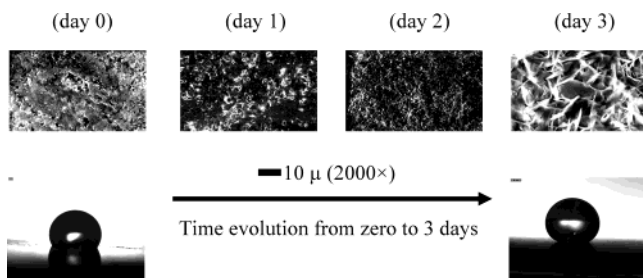 (day 0) (day 1) (day 2) (day 3)
10 μ (2000×)
Time evolution from zero to 3 days